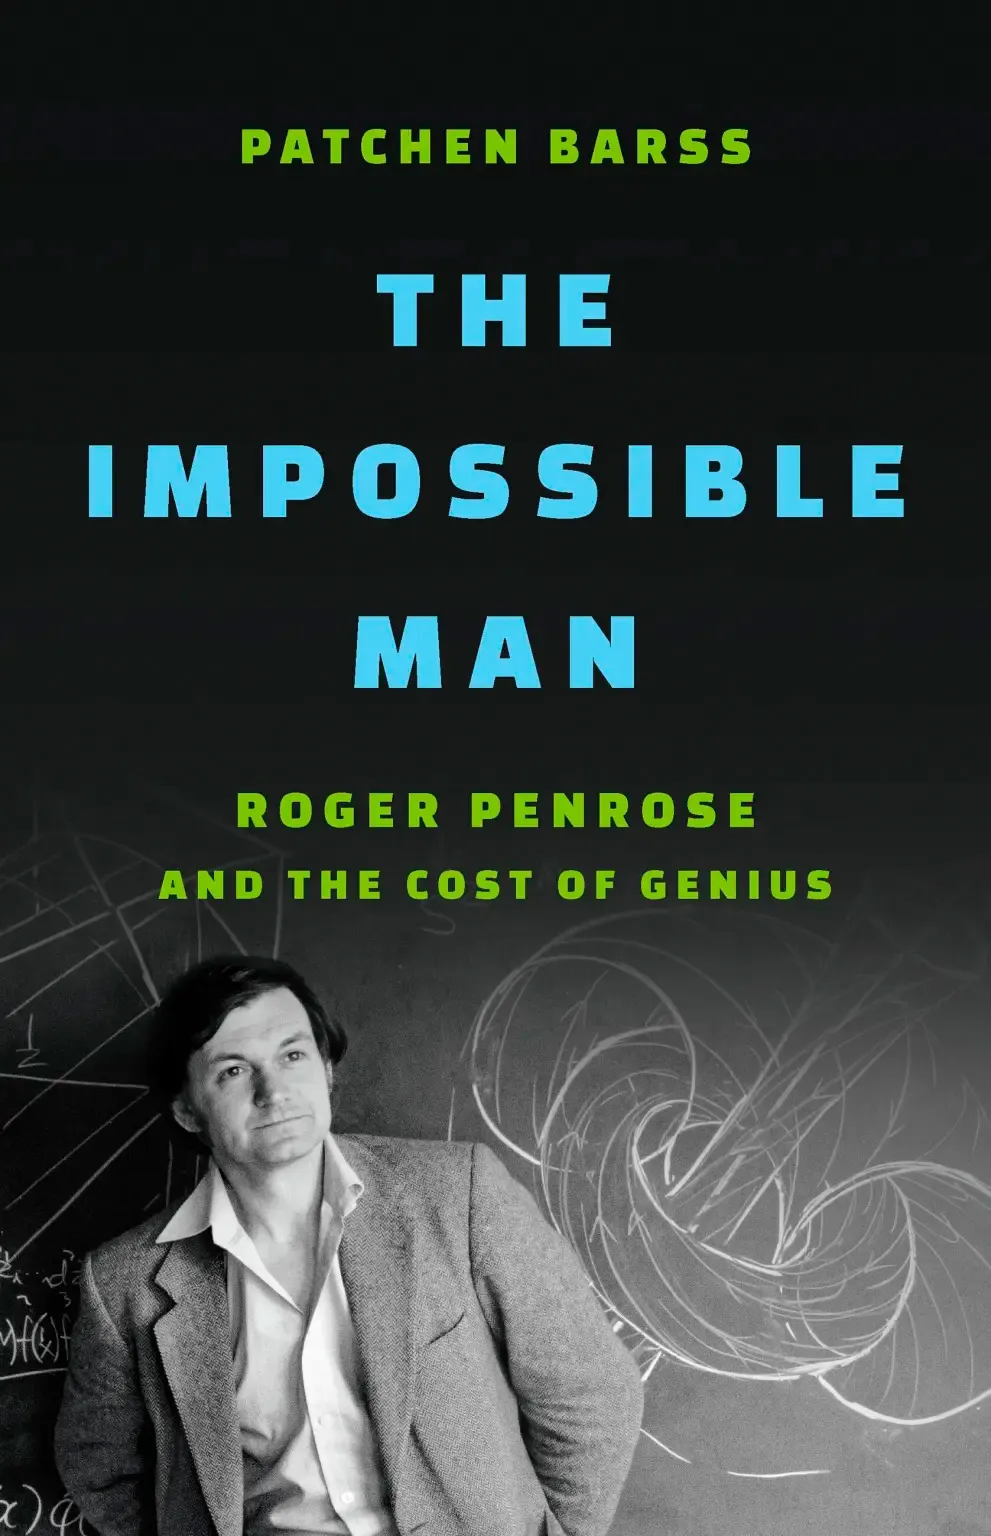 PATCHEN BARSS
THE
IMPOSSIBLE
MAN
ROGER PENROSE
AND THE COST OF GENIUS